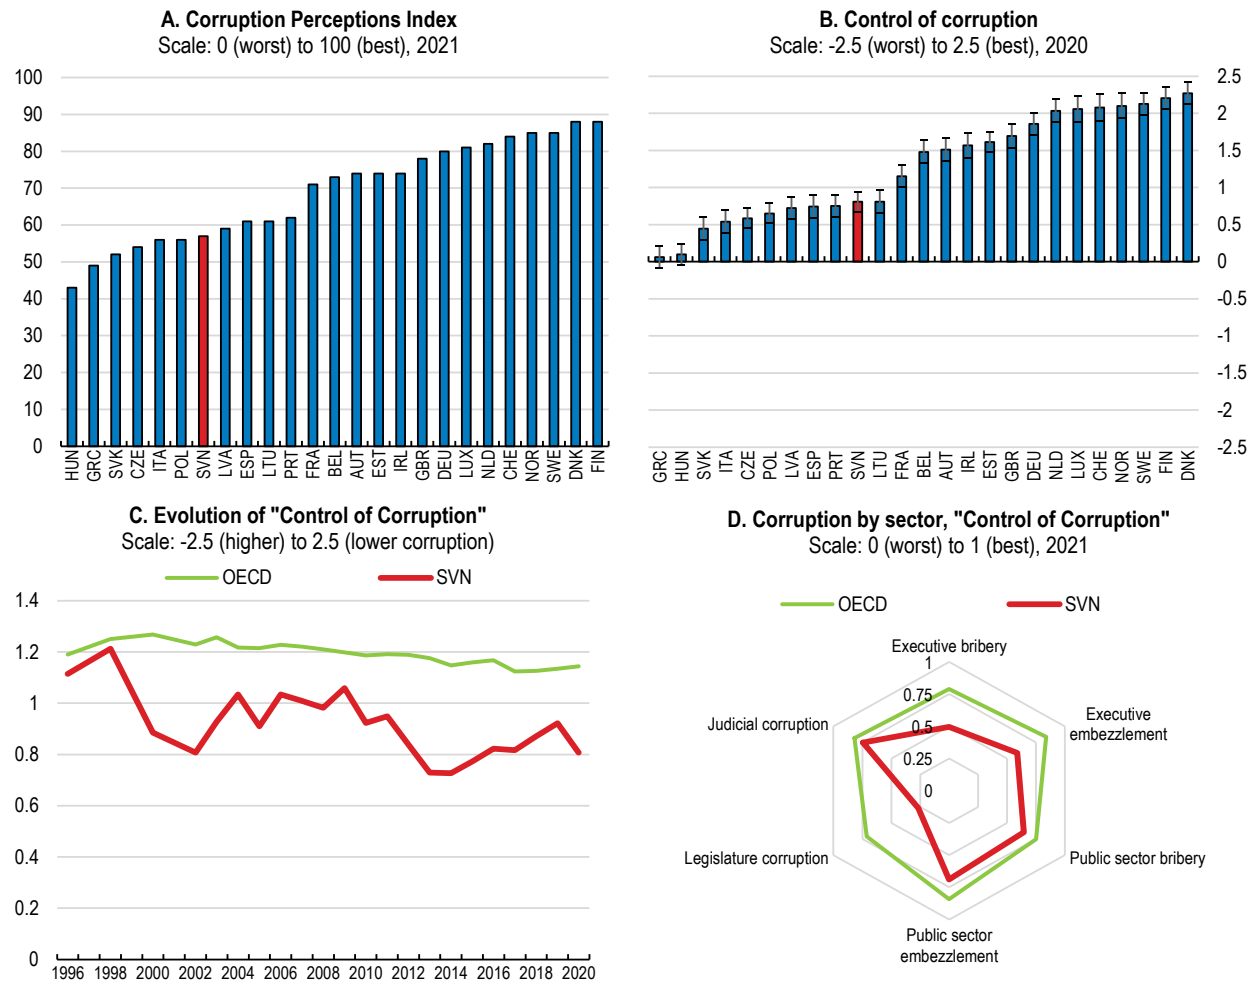 A. Corruption Perceptions Index
Scale: 0 (worst) to 100 (best), 2021
100
90
80
70
60
50
40
30
20
10
0
HUN GRC SVK CZE ITA POL SVN LVA ESP LTU PRT FRA BEL AUT EST IRL GBR DEU LUX NLD CHE NOR SWE DNK FIN
B. Control of corruption
Scale: -2.5 (worst) to 2.5 (best), 2020
2.5
2
1.5
1
0.5
0
-0.5
-1
-1.5
-2
-2.5
GRC HUN SVK ITA CZE POL LVA ESP PRT SVN LTU FRA BEL AUT IRL EST GBR DEU NLD LUX CHE NOR SWE FIN DNK
C. Evolution of "Control of Corruption"
Scale: -2.5 (higher) to 2.5 (lower corruption)
OECD SVN
1.4
1.2
1
0.8
0.6
0.4
0.2
0
1996 1998 2000 2002 2004 2006 2008 2010 2012 2014 2016 2018 2020
D. Corruption by sector, "Control of Corruption"
Scale: 0 (worst) to 1 (best), 2021
OECD SVN
Executive bribery
1
0.75
0.5
0.25
0
Executive
embezzlement
Public sector bribery
Public sector
embezzlement
Legislature corruption
Judicial corruption